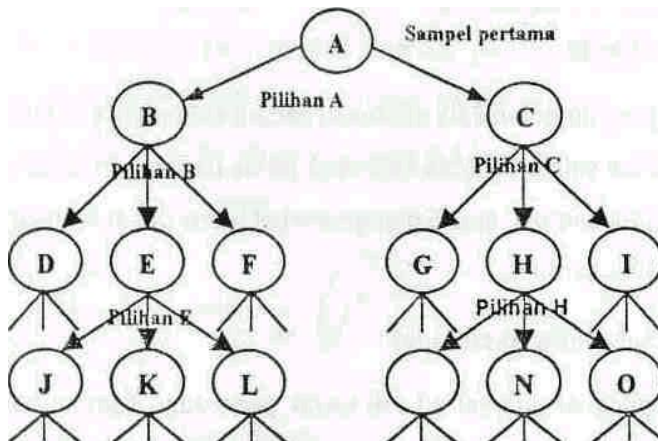 A
Sampel pertama
Pilihan A
B
C
Pilihan B
Pilihan C
D
E
F
G
H
I
Pilihan E
Pilihan H
J
K
L
N
O